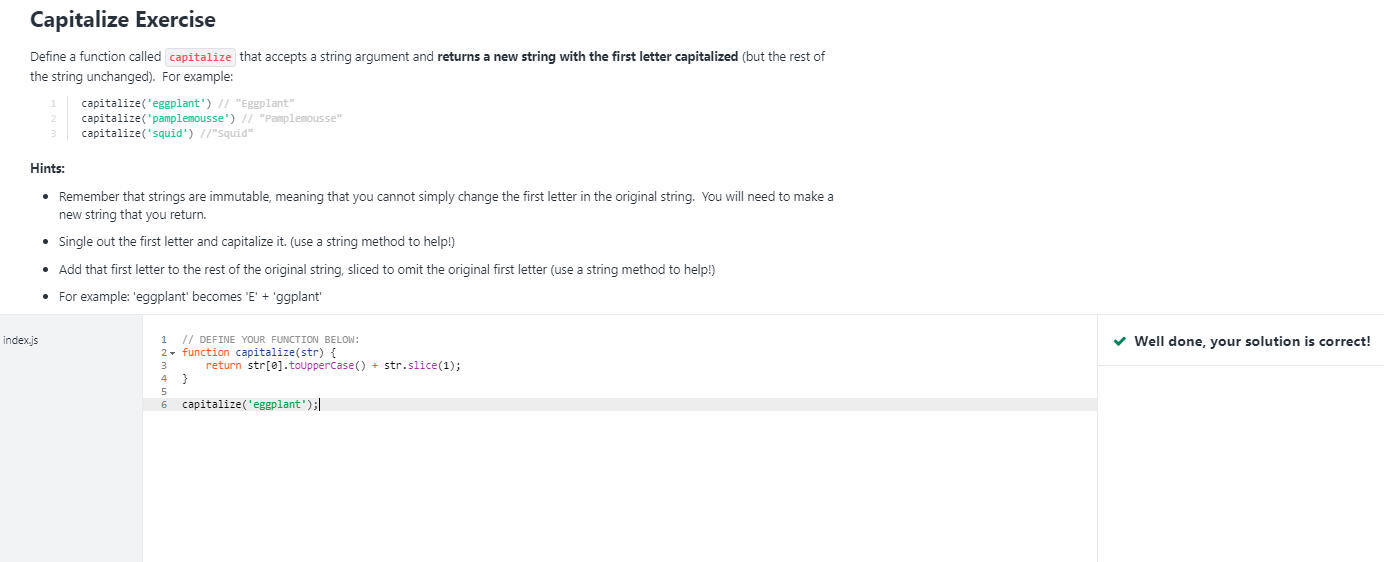 Capitalize Exercise
Define a function called capitalize that accepts a string argument and returns a new string with the first letter capitalized (but the rest of
the string unchanged).  For example:
1 capitalize('eggplant') // "Eggplant"
2 capitalize('pamplemousse') // "Pamplemousse"
3 capitalize('squid') //"Squid"
Hints:
• Remember that strings are immutable, meaning that you cannot simply change the first letter in the original string.  You will need to make a
new string that you return.
• Single out the first letter and capitalize it. (use a string method to help!)
• Add that first letter to the rest of the original string, sliced to omit the original first letter (use a string method to help!)
• For example: 'eggplant' becomes 'E' + 'ggplant'
index.js
1 // DEFINE YOUR FUNCTION BELOW:
2 function capitalize(str) {
3     return str[0].toUpperCase() + str.slice(1);
4 }
5
6 capitalize('eggplant');
✔ Well done, your solution is correct!